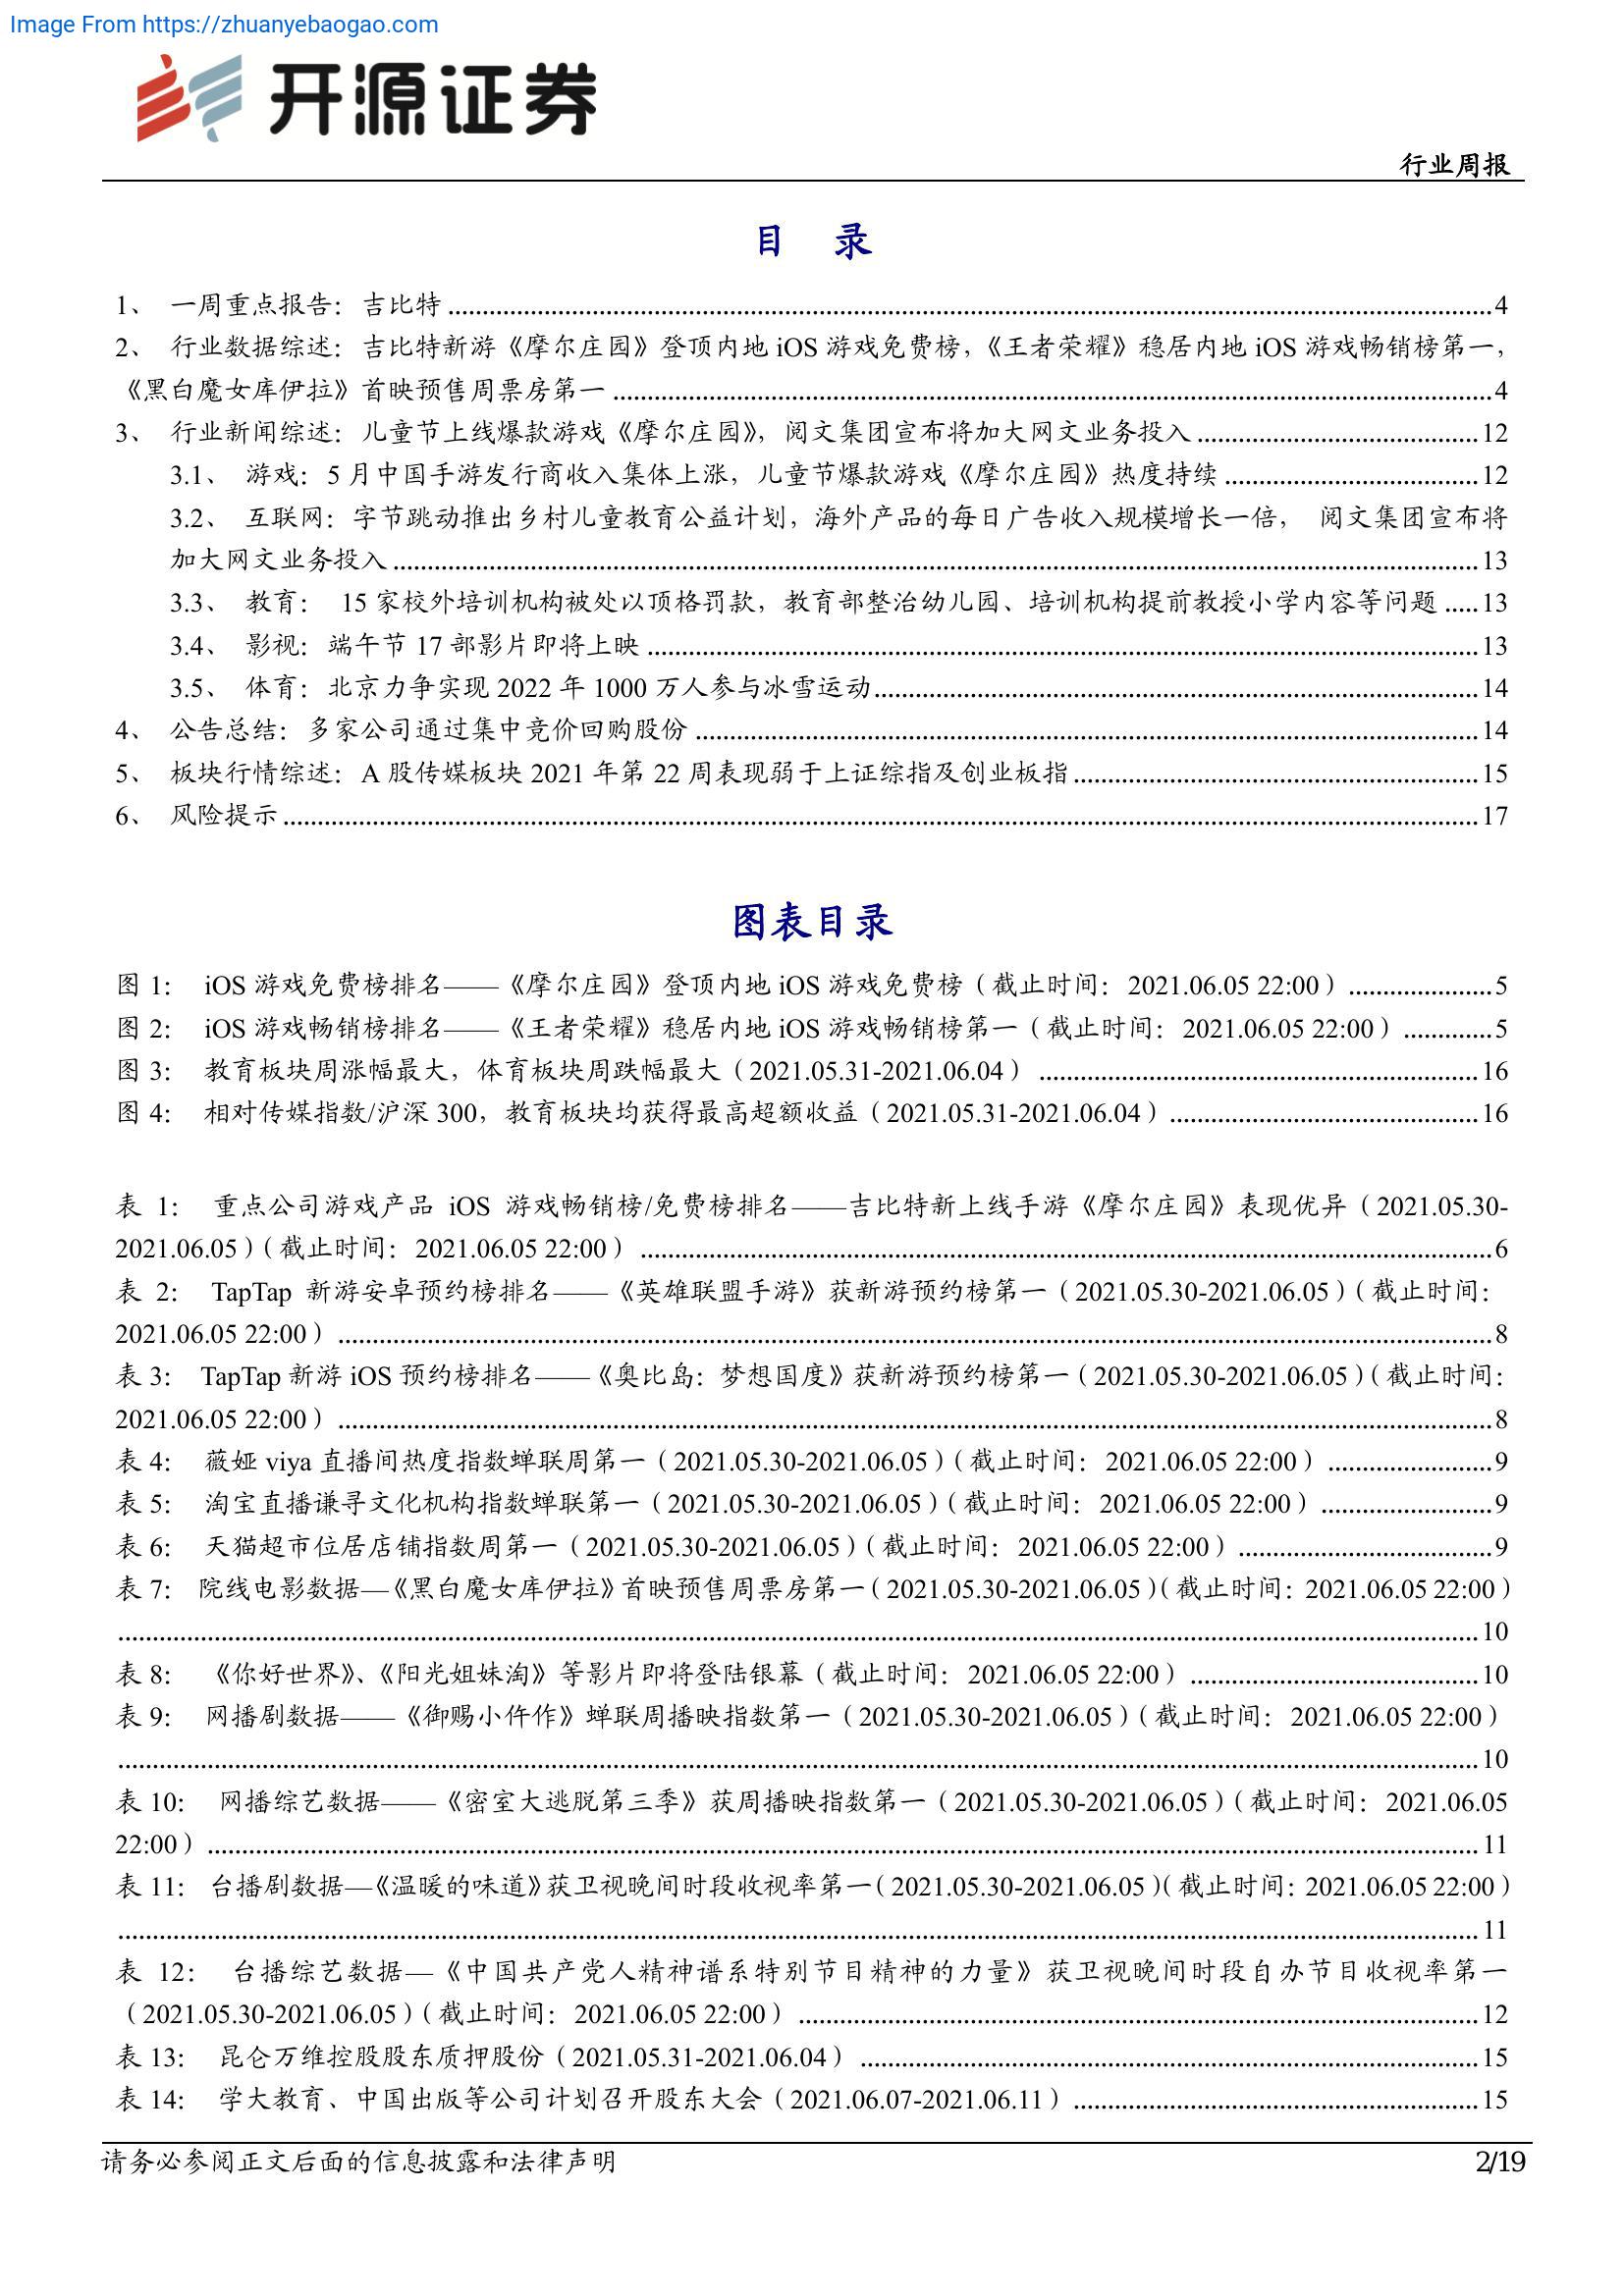 Image From https://zhuanyebaogao.com
开源证券
行业周报
目 录
1、 一周重点报告：吉比特 ........ 4
2、 行业数据综述：吉比特新游《摩尔庄园》登顶内地 iOS 游戏免费榜，《王者荣耀》稳居内地 iOS 游戏畅销榜第一，
《黑白魔女库伊拉》首映预售周票房第一 ........ 4
3、 行业新闻综述：儿童节上线爆款游戏《摩尔庄园》，阅文集团宣布将加大网文业务投入 ........ 12
3.1、 游戏：5 月中国手游发行商收入集体上涨，儿童节爆款游戏《摩尔庄园》热度持续 ........ 12
3.2、 互联网：字节跳动推出乡村儿童教育公益计划，海外产品的每日广告收入规模增长一倍， 阅文集团宣布将
加大网文业务投入 ........ 13
3.3、 教育： 15 家校外培训机构被处以顶格罚款，教育部整治幼儿园、培训机构提前教授小学内容等问题 ..... 13
3.4、 影视：端午节 17 部影片即将上映 ........ 13
3.5、 体育：北京力争实现 2022 年 1000 万人参与冰雪运动 ........ 14
4、 公告总结：多家公司通过集中竞价回购股份 ........ 14
5、 板块行情综述：A 股传媒板块 2021 年第 22 周表现弱于上证综指及创业板指 ........ 15
6、 风险提示 ........ 17
图表目录
图 1： iOS 游戏免费榜排名——《摩尔庄园》登顶内地 iOS 游戏免费榜（截止时间：2021.06.05 22:00） ........ 5
图 2： iOS 游戏畅销榜排名——《王者荣耀》稳居内地 iOS 游戏畅销榜第一（截止时间：2021.06.05 22:00） ........ 5
图 3： 教育板块周涨幅最大，体育板块周跌幅最大（2021.05.31-2021.06.04） ........ 16
图 4： 相对传媒指数/沪深 300，教育板块均获得最高超额收益（2021.05.31-2021.06.04） ........ 16
表 1： 重点公司游戏产品 iOS 游戏畅销榜/免费榜排名——吉比特新上线手游《摩尔庄园》表现优异（2021.05.30-
2021.06.05）（截止时间：2021.06.05 22:00） ........ 6
表 2： TapTap 新游安卓预约榜排名——《英雄联盟手游》获新游预约榜第一（2021.05.30-2021.06.05）（截止时间：
2021.06.05 22:00） ........ 8
表 3： TapTap 新游 iOS 预约榜排名——《奥比岛：梦想国度》获新游预约榜第一（2021.05.30-2021.06.05）（截止时间：
2021.06.05 22:00） ........ 8
表 4： 薇娅 viya 直播间热度指数蝉联周第一（2021.05.30-2021.06.05）（截止时间：2021.06.05 22:00） ........ 9
表 5： 淘宝直播谦寻文化机构指数蝉联第一（2021.05.30-2021.06.05）（截止时间：2021.06.05 22:00） ........ 9
表 6： 天猫超市位居店铺指数周第一（2021.05.30-2021.06.05）（截止时间：2021.06.05 22:00） ........ 9
表 7： 院线电影数据—《黑白魔女库伊拉》首映预售周票房第一（2021.05.30-2021.06.05）（截止时间：2021.06.05 22:00）
........ 10
表 8： 《你好世界》、《阳光姐妹淘》等影片即将登陆银幕（截止时间：2021.06.05 22:00） ........ 10
表 9： 网播剧数据——《御赐小仵作》蝉联周播映指数第一（2021.05.30-2021.06.05）（截止时间：2021.06.05 22:00）
........ 10
表 10： 网播综艺数据——《密室大逃脱第三季》获周播映指数第一（2021.05.30-2021.06.05）（截止时间：2021.06.05
22:00） ........ 11
表 11： 台播剧数据—《温暖的味道》获卫视晚间时段收视率第一（2021.05.30-2021.06.05）（截止时间：2021.06.05 22:00）
........ 11
表 12： 台播综艺数据—《中国共产党人精神谱系特别节目精神的力量》获卫视晚间时段自办节目收视率第一
（2021.05.30-2021.06.05）（截止时间：2021.06.05 22:00） ........ 12
表 13： 昆仑万维控股股东质押股份（2021.05.31-2021.06.04） ........ 15
表 14： 学大教育、中国出版等公司计划召开股东大会（2021.06.07-2021.06.11） ........ 15
请务必参阅正文后面的信息披露和法律声明
2/19